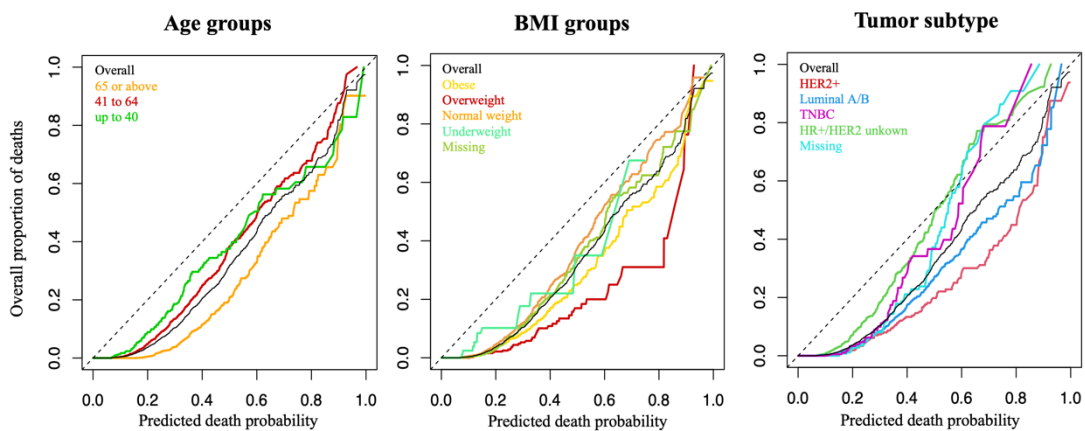 Age groups
BMI groups
Tumor subtype
Overall proportion of deaths
0.0 0.2 0.4 0.6 0.8 1.0
Overall
65 or above
41 to 64
up to 40
0.0 0.2 0.4 0.6 0.8 1.0
Predicted death probability
0.0 0.2 0.4 0.6 0.8 1.0
Overall
Obese
Overweight
Normal weight
Underweight
Missing
0.0 0.2 0.4 0.6 0.8 1.0
Predicted death probability
0.0 0.2 0.4 0.6 0.8 1.0
Overall
HER2+
Luminal A/B
TNBC
HR+/HER2 unkown
Missing
0.0 0.2 0.4 0.6 0.8 1.0
Predicted death probability